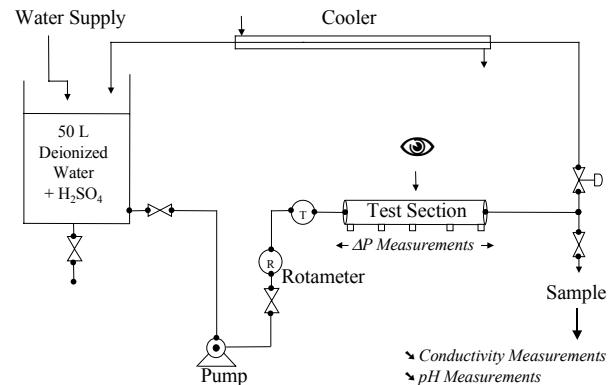 Water Supply
Cooler
50 L
Deionized
Water
+ H₂SO₄
T
Test Section
D
← ΔP Measurements →
R
Rotameter
Sample
Pump
➘ Conductivity Measurements
➘ pH Measurements